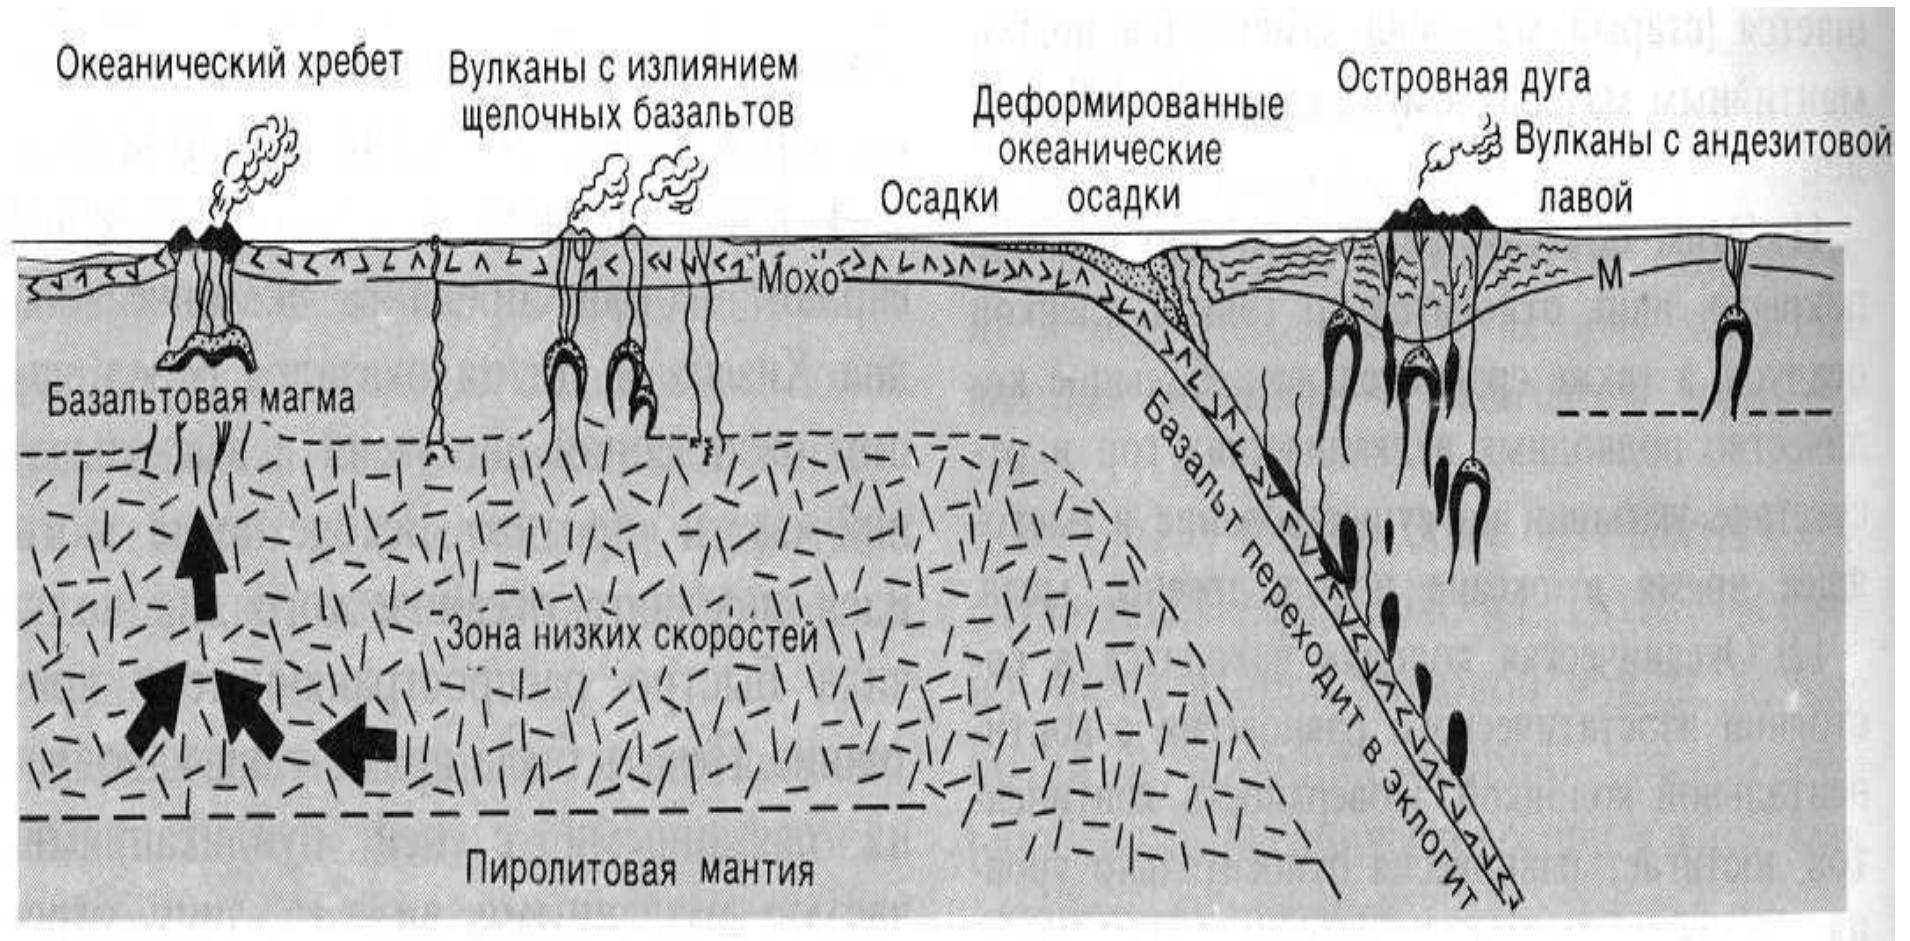 Океанический хребет
Вулканы с излиянием
щелочных базальтов
Деформированные
океанические
осадки
Осадки
Островная дуга
Вулканы с андезитовой
лавой
Мохо
М
Базальтовая магма
Зона низких скоростей
Базальт переходит в эклогит
Пиролитовая мантия